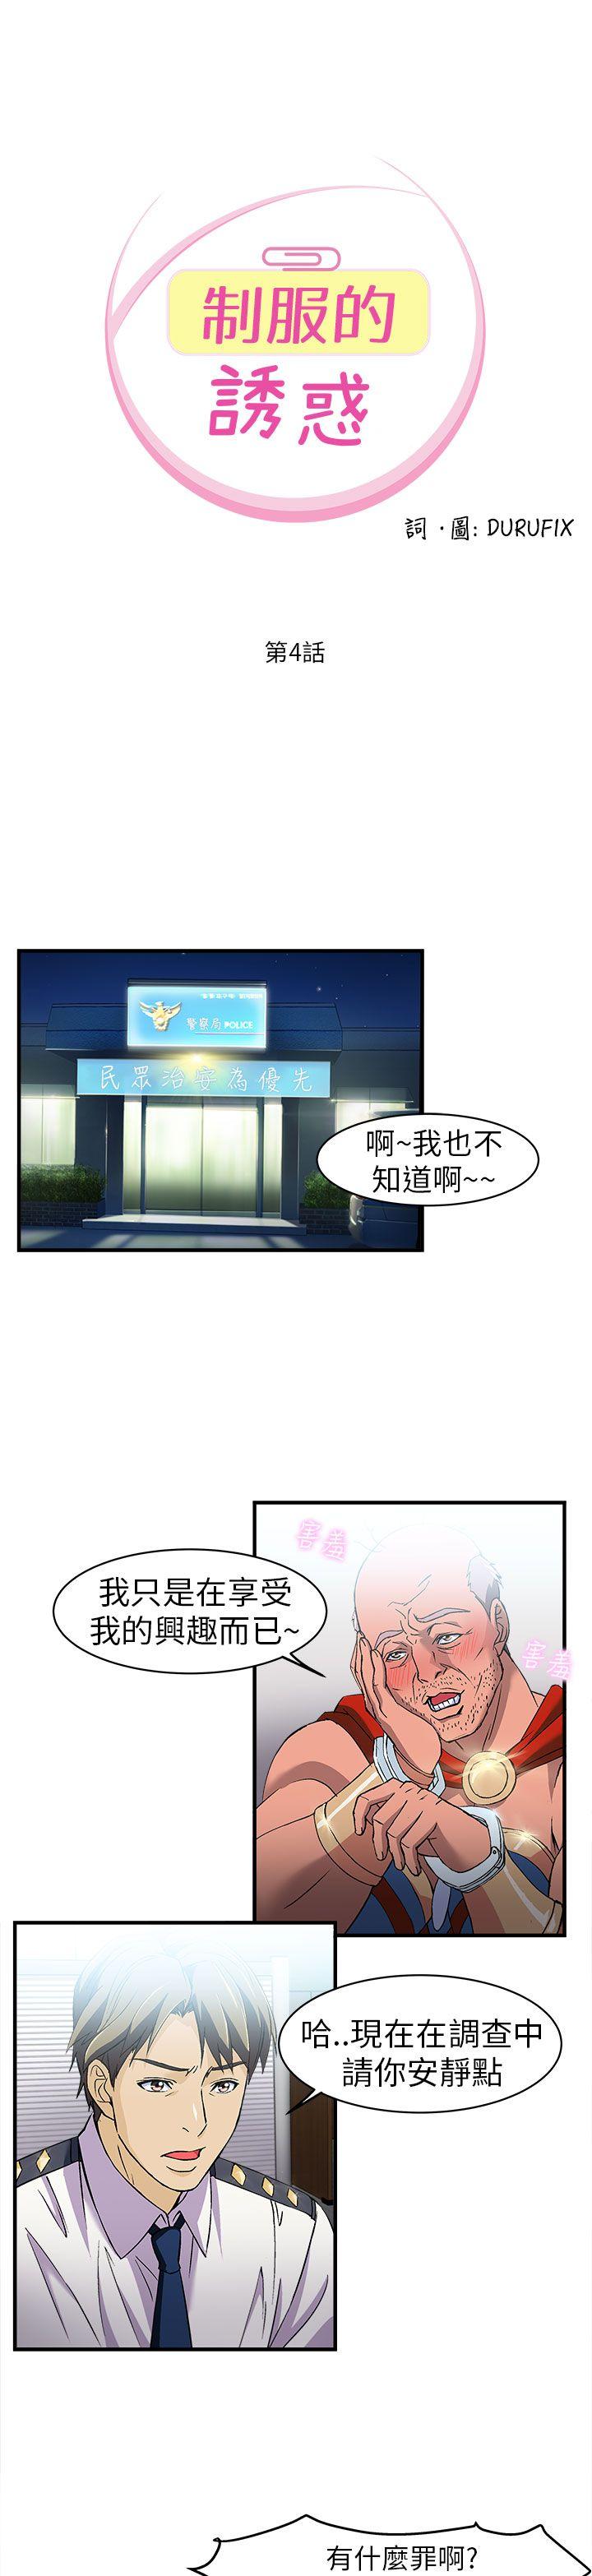 制服的
誘惑
詞·圖: DURUFIX
第4話
警察局 POLICE
民眾治安為優先
啊~我也不
知道啊~~
害羞
我只是在享受
我的興趣而已~
害羞
哈..現在在調查中
請你安靜點
有什麼罪啊?